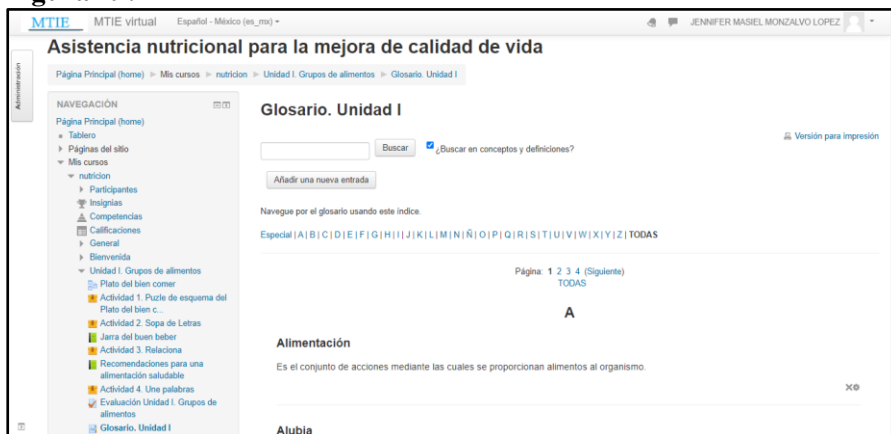 MTIE MTIE virtual Español - México (es_mx) JENNIFER MASIEL MONZALVO LOPEZ
Asistencia nutricional para la mejora de calidad de vida
Página Principal (home) Mis cursos nutricion Unidad I. Grupos de alimentos Glosario. Unidad I
Administración
NAVEGACIÓN
Página Principal (home)
Tablero
Páginas del sitio
Mis cursos
nutricion
Participantes
Insignias
Competencias
Calificaciones
General
Bienvenida
Unidad I. Grupos de alimentos
Plato del bien comer
Actividad 1. Puzle de esquema del
Plato del bien c...
Actividad 2. Sopa de Letras
Jarra del buen beber
Actividad 3. Relaciona
Recomendaciones para una
alimentación saludable
Actividad 4. Une palabras
Evaluación Unidad I. Grupos de
alimentos
Glosario. Unidad I
Glosario. Unidad I
Versión para impresión
Buscar ¿Buscar en conceptos y definiciones?
Añadir una nueva entrada
Navegue por el glosario usando este índice.
Especial | A | B | C | D | E | F | G | H | I | J | K | L | M | N | Ñ | O | P | Q | R | S | T | U | V | W | X | Y | Z | TODAS
Página: 1 2 3 4 (Siguiente)
TODAS
A
Alimentación
Es el conjunto de acciones mediante las cuales se proporcionan alimentos al organismo.
Alubia